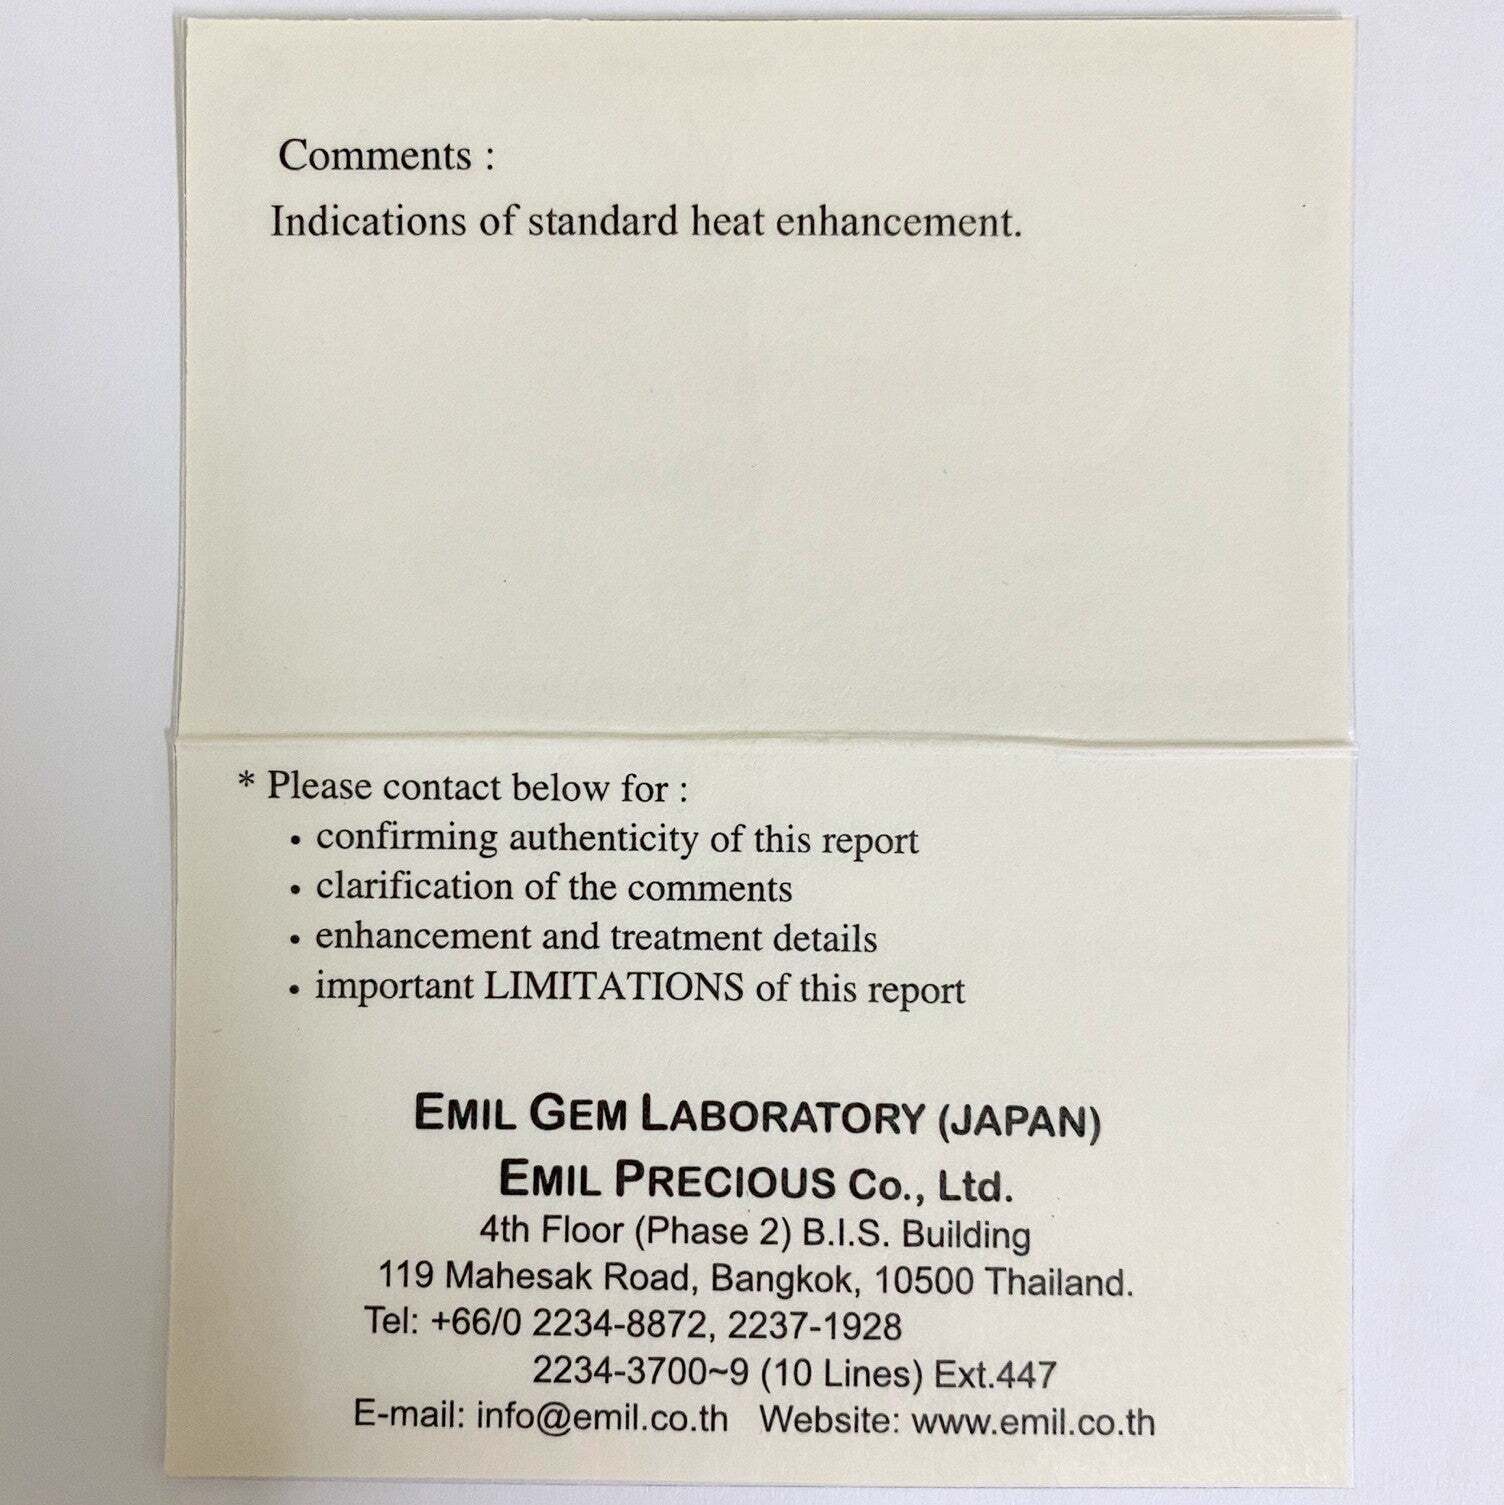 Comments :
Indications of standard heat enhancement.
* Please contact below for :
• confirming authenticity of this report
• clarification of the comments
• enhancement and treatment details
• important LIMITATIONS of this report
EMIL GEM LABORATORY (JAPAN)
EMIL PRECIOUS Co., Ltd.
4th Floor (Phase 2) B.I.S. Building
119 Mahesak Road, Bangkok, 10500 Thailand.
Tel: +66/0 2234-8872, 2237-1928
2234-3700~9 (10 Lines) Ext.447
E-mail: info@emil.co.th Website: www.emil.co.th